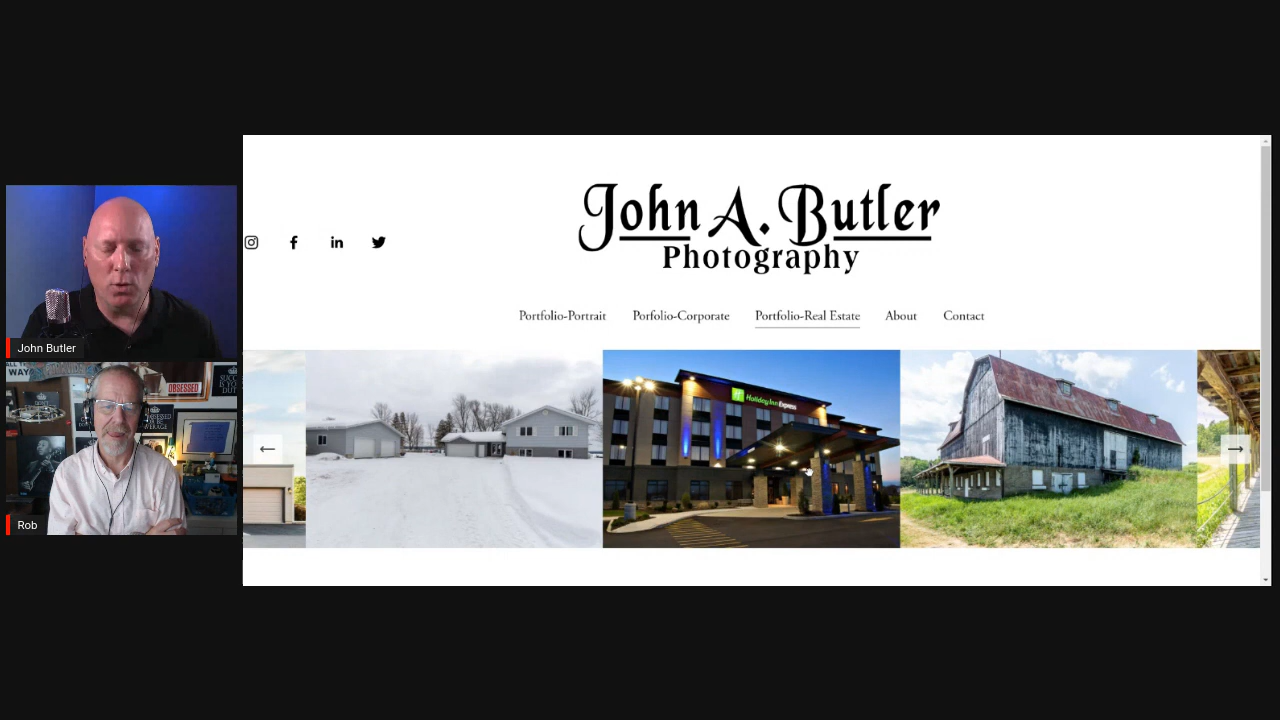 John A. Butler
Photography
Portfolio-Portrait Porfolio-Corporate Portfolio-Real Estate About Contact
Holiday Inn Express
John Butler
WAY
OBSESSED
Rob